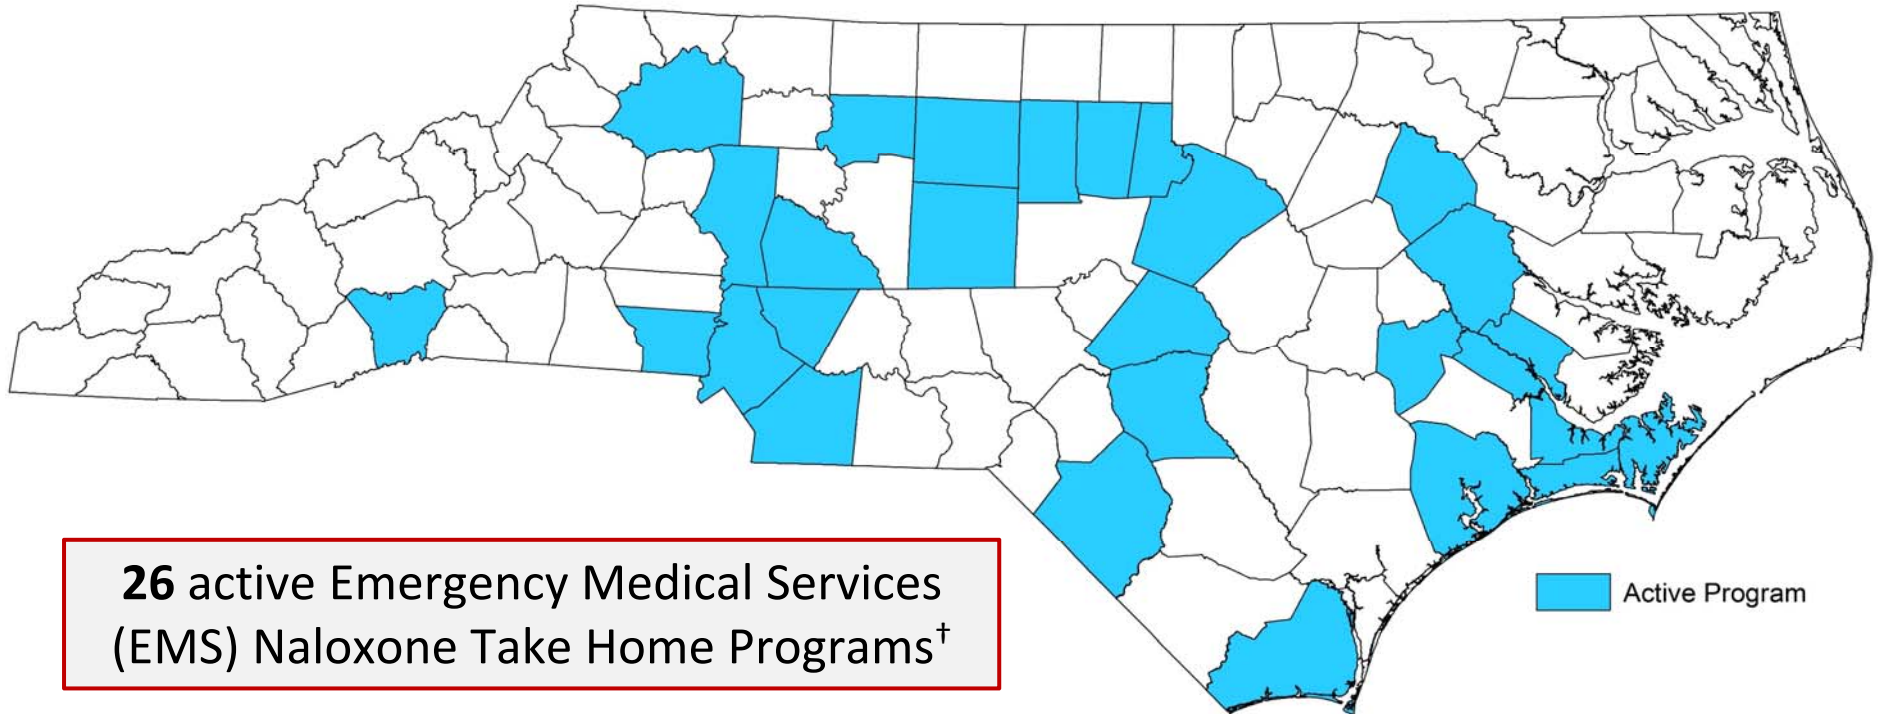 26 active Emergency Medical Services
(EMS) Naloxone Take Home Programs†
Active Program